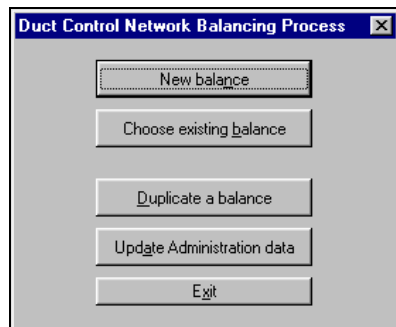 Duct Control Network Balancing Process
New balance
Choose existing balance
Duplicate a balance
Update Administration data
Exit